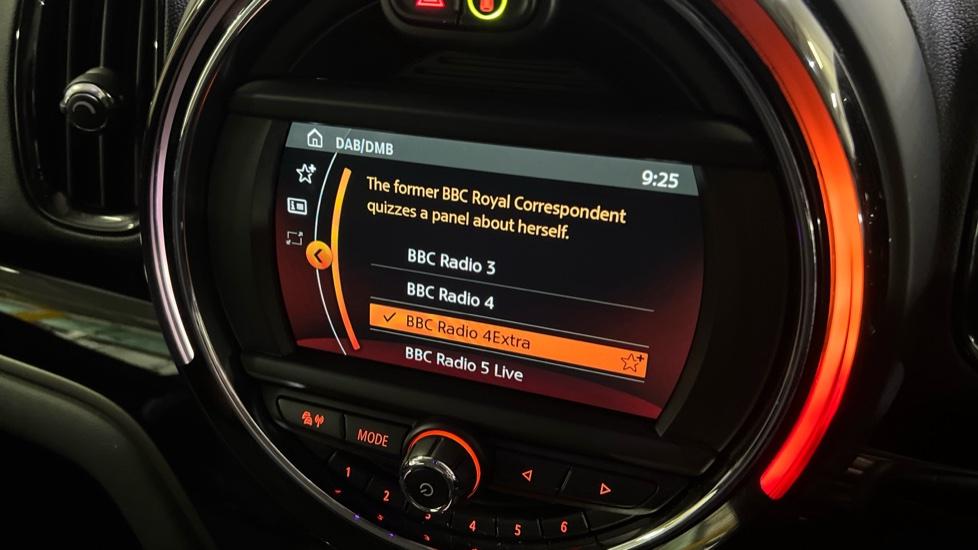 DAB/DMB
9:25
The former BBC Royal Correspondent
quizzes a panel about herself.
BBC Radio 3
BBC Radio 4
BBC Radio 4Extra
BBC Radio 5 Live
MODE
1
2
3
4
5
6